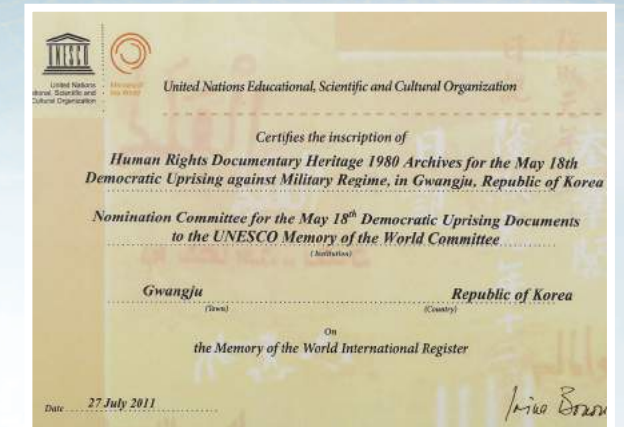 UNESCO
United Nations
Educational, Scientific and
Cultural Organization
Memory of
the World
United Nations Educational, Scientific and Cultural Organization
Certifies the inscription of
Human Rights Documentary Heritage 1980 Archives for the May 18th
Democratic Uprising against Military Regime, in Gwangju, Republic of Korea
Nomination Committee for the May 18th Democratic Uprising Documents
to the UNESCO Memory of the World Committee
(Institution)
Gwangju Republic of Korea
(Town) (Country)
On
the Memory of the World International Register
Date 27 July 2011